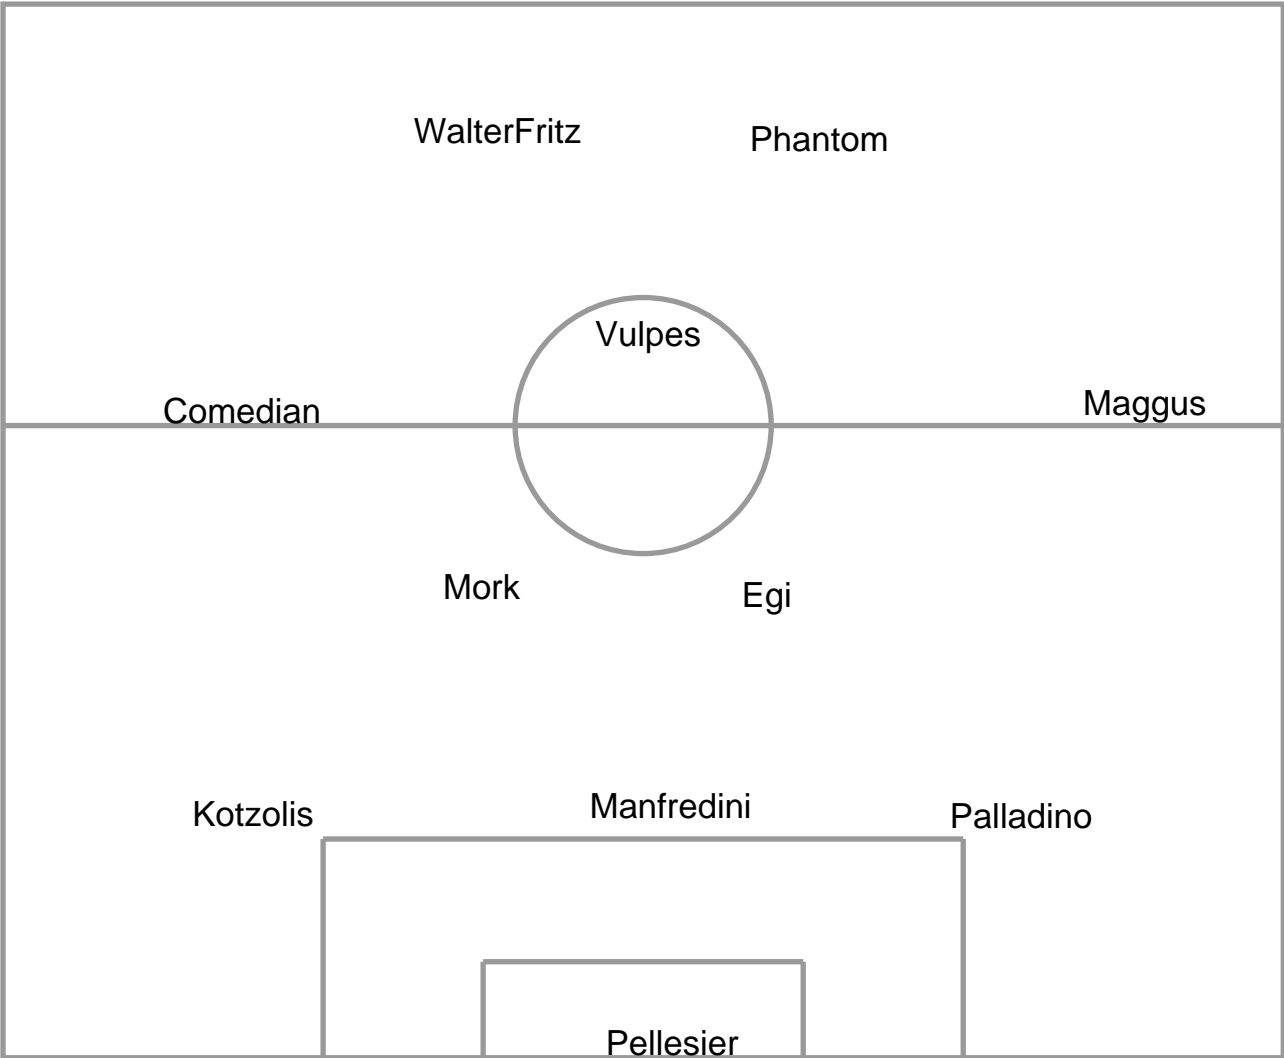 WalterFritz
Phantom
Vulpes
Comedian
Maggus
Mork
Egi
Kotzolis
Manfredini
Palladino
Pellesier